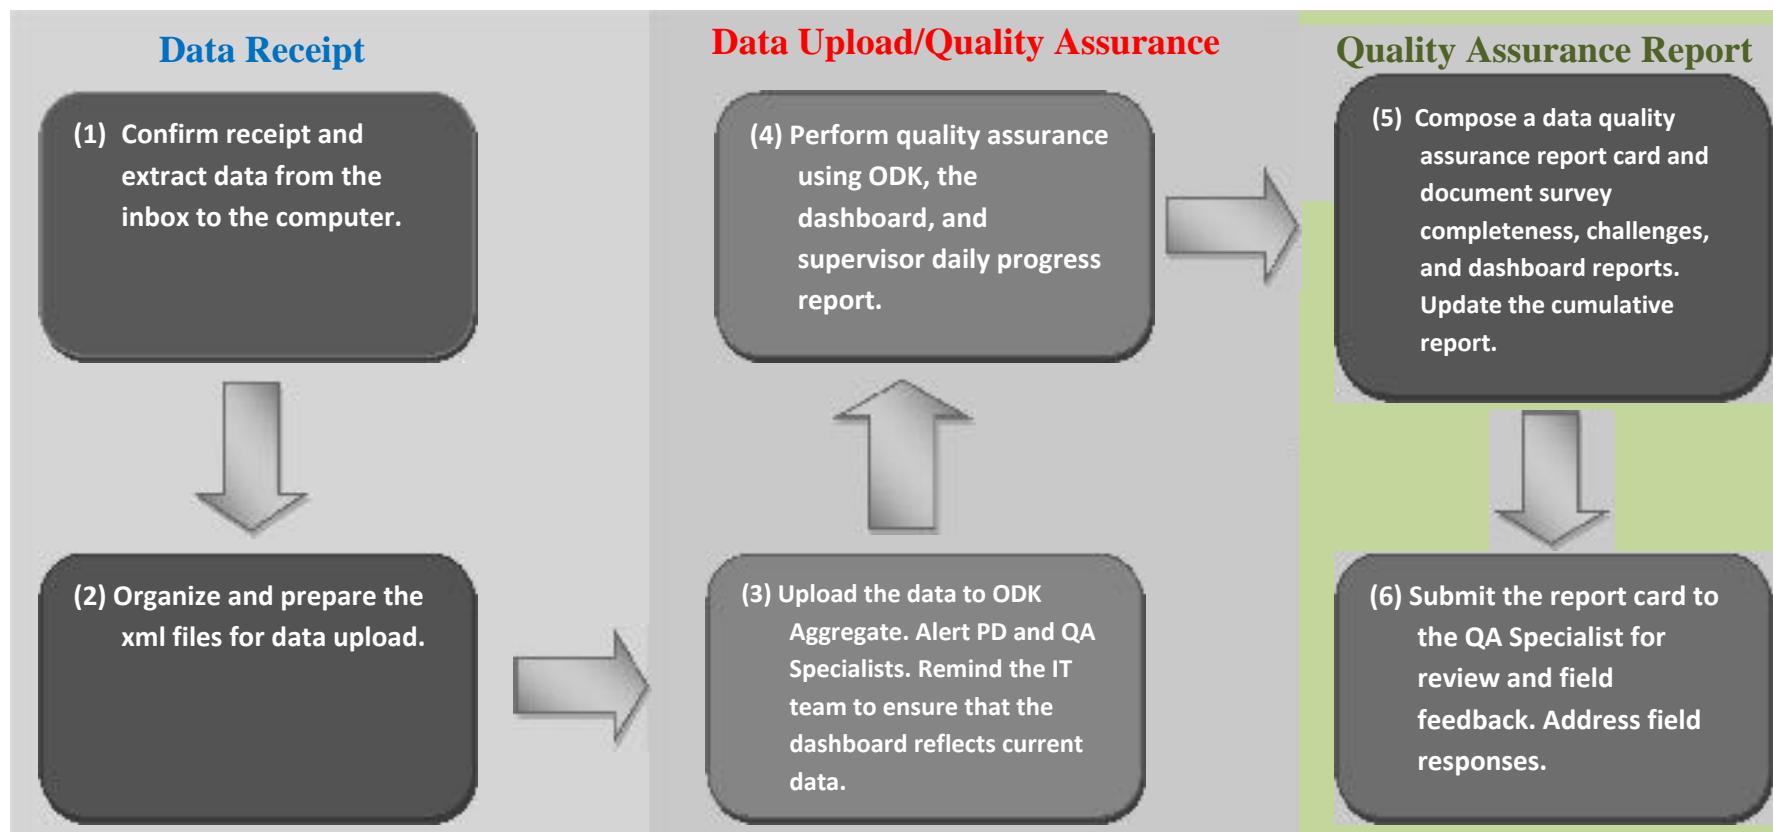 Data Receipt
(1) Confirm receipt and
extract data from the
inbox to the computer.
(2) Organize and prepare the
xml files for data upload.
Data Upload/Quality Assurance
(3) Upload the data to ODK
Aggregate. Alert PD and QA
Specialists. Remind the IT
team to ensure that the
dashboard reflects current
data.
(4) Perform quality assurance
using ODK, the
dashboard, and
supervisor daily progress
report.
Quality Assurance Report
(5) Compose a data quality
assurance report card and
document survey
completeness, challenges,
and dashboard reports.
Update the cumulative
report.
(6) Submit the report card to
the QA Specialist for
review and field
feedback. Address field
responses.